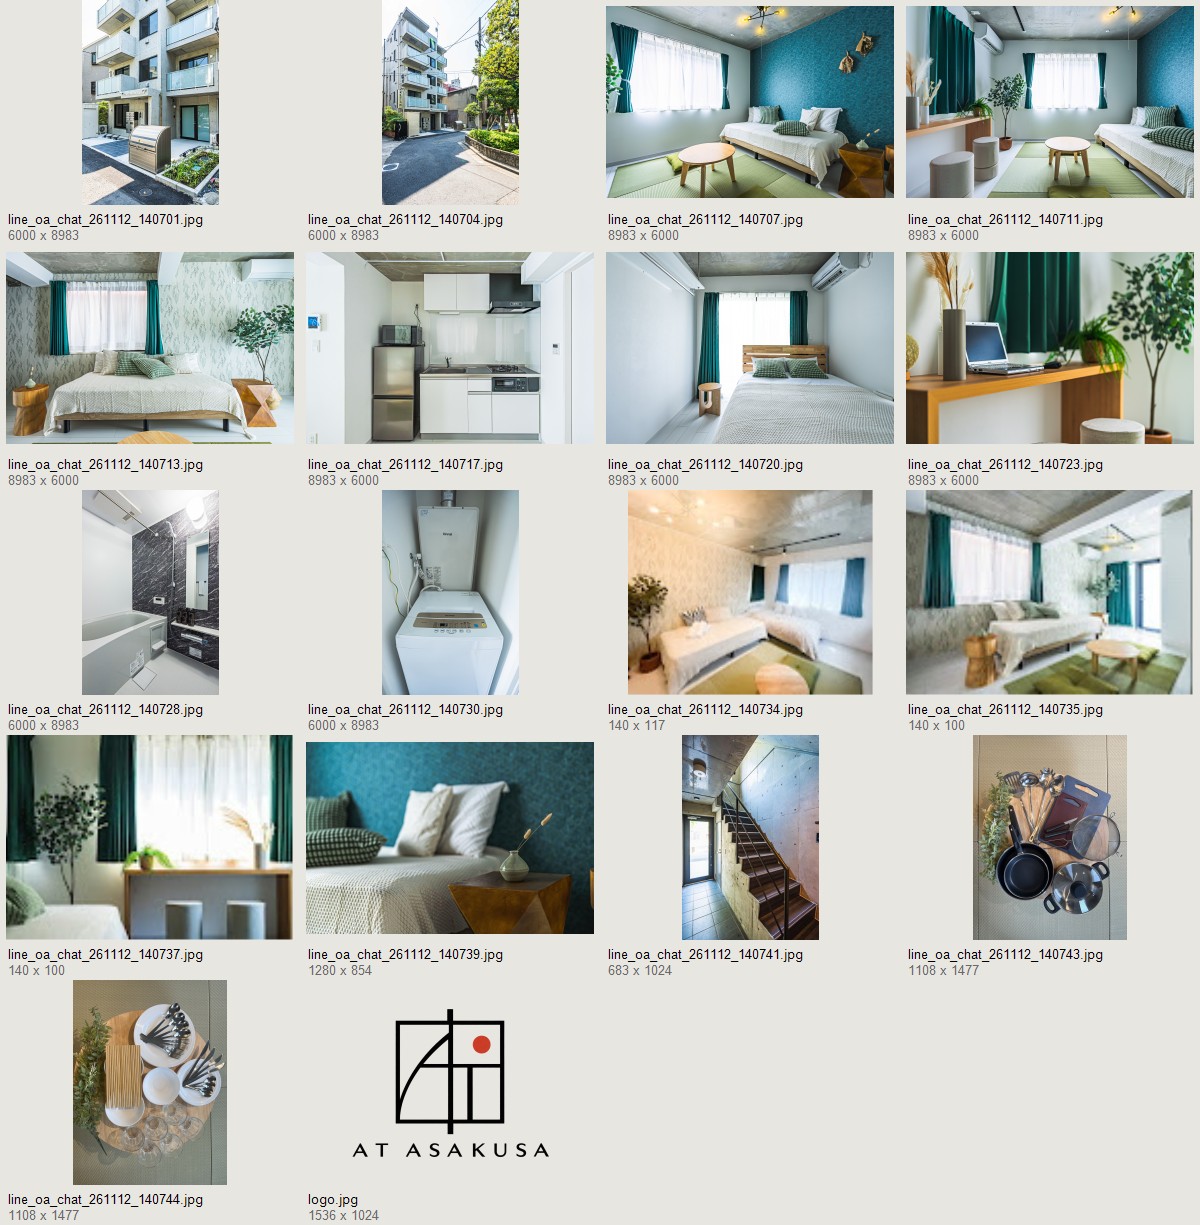 line_oa_chat_261112_140701.jpg
6000 x 8983
line_oa_chat_261112_140704.jpg
6000 x 8983
line_oa_chat_261112_140707.jpg
8983 x 6000
line_oa_chat_261112_140711.jpg
8983 x 6000
line_oa_chat_261112_140713.jpg
8983 x 6000
line_oa_chat_261112_140717.jpg
8983 x 6000
line_oa_chat_261112_140720.jpg
8983 x 6000
line_oa_chat_261112_140723.jpg
8983 x 6000
line_oa_chat_261112_140728.jpg
6000 x 8983
line_oa_chat_261112_140730.jpg
6000 x 8983
line_oa_chat_261112_140734.jpg
140 x 117
line_oa_chat_261112_140735.jpg
140 x 100
line_oa_chat_261112_140737.jpg
140 x 100
line_oa_chat_261112_140739.jpg
1280 x 854
line_oa_chat_261112_140741.jpg
683 x 1024
line_oa_chat_261112_140743.jpg
1108 x 1477
line_oa_chat_261112_140744.jpg
1108 x 1477
AT ASAKUSA
logo.jpg
1536 x 1024